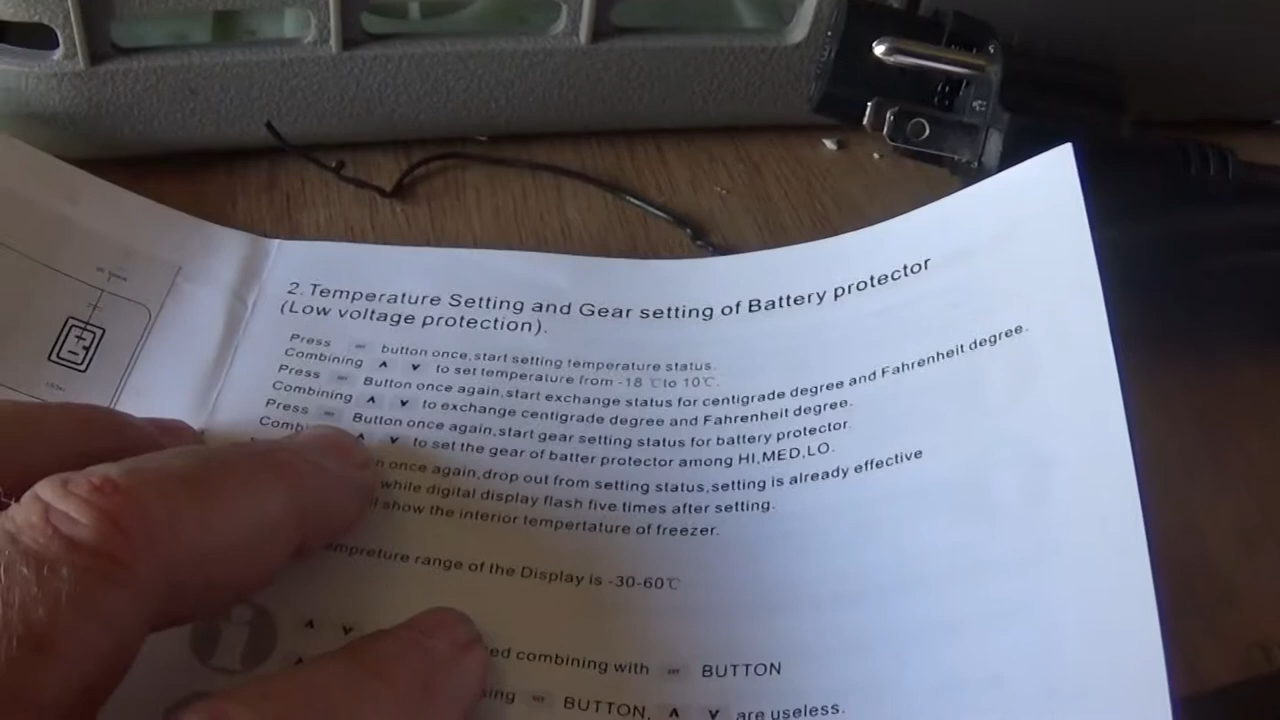 2.Temperature Setting and Gear setting of Battery protector
(Low voltage protection).
Press button once,start setting temperature status.
Combining ∧ ∨ to set temperature from -18 ℃to 10℃.
Press Button once again,start exchange status for centigrade degree and Fahrenheit degree.
Combining ∧ ∨ to exchange centigrade degree and Fahrenheit degree.
Press Button once again,start gear setting status for battery protector.
∧ ∨ to set the gear of batter protector among HI,MED,LO.
once again,drop out from setting status,setting is already effective
while digital display flash five times after setting.
show the interior tempertature of freezer.
range of the Display is -30-60℃
∧ ∨ combining with BUTTON
BUTTON, ∧ ∨ are useless.